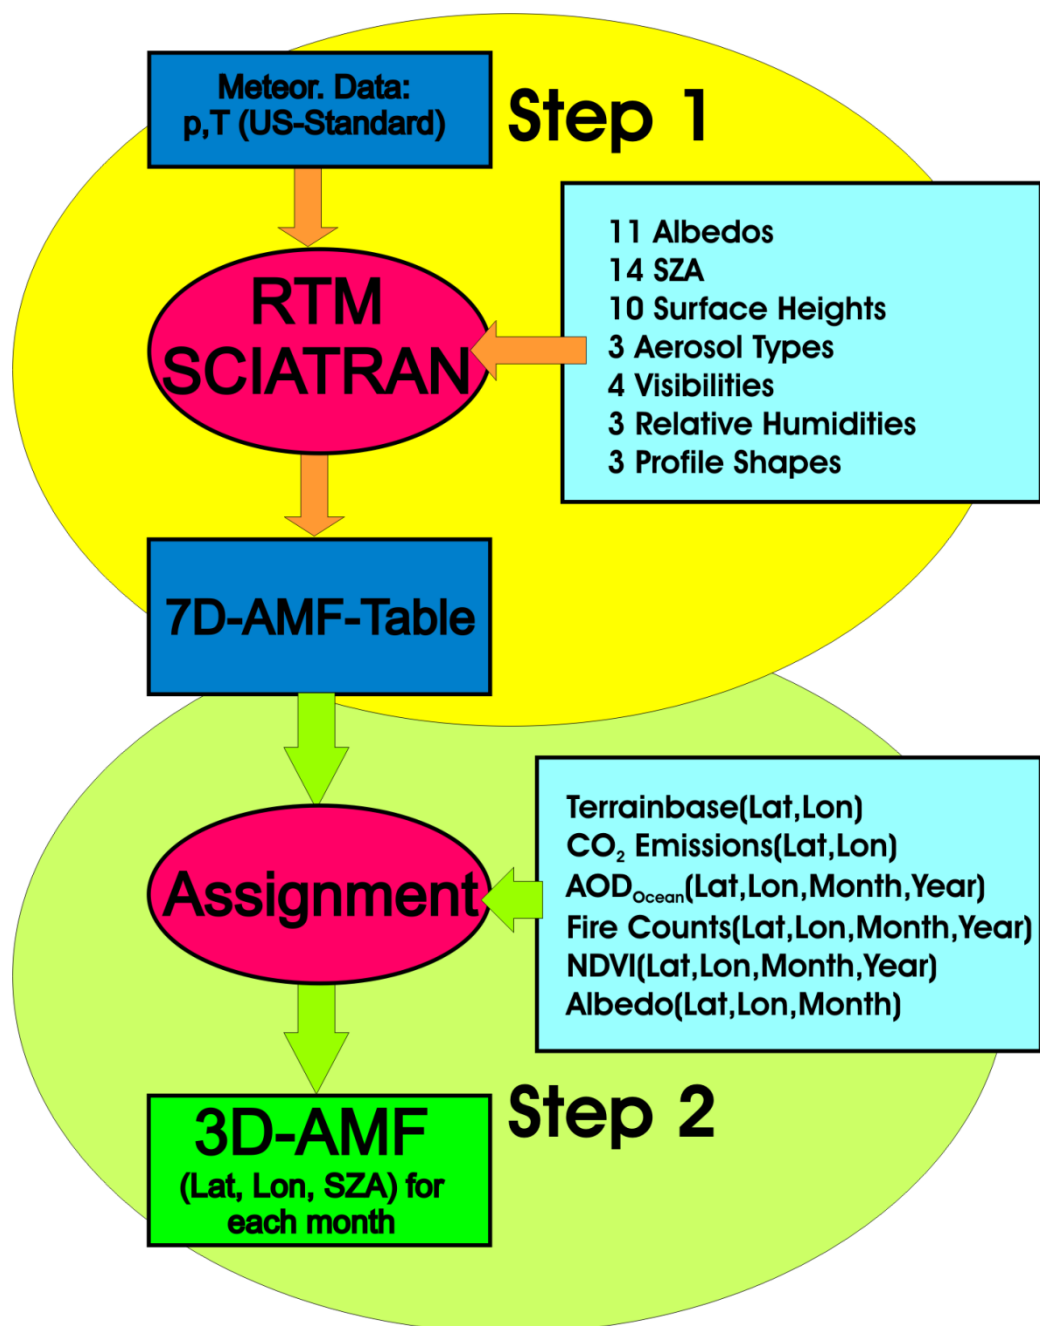 Meteor. Data:
p,T (US-Standard)
Step 1
11 Albedos
14 SZA
10 Surface Heights
3 Aerosol Types
4 Visibilities
3 Relative Humidities
3 Profile Shapes
RTM
SCIATRAN
7D-AMF-Table
Terrainbase(Lat,Lon)
CO₂ Emissions(Lat,Lon)
AOD_Ocean(Lat,Lon,Month,Year)
Fire Counts(Lat,Lon,Month,Year)
NDVI(Lat,Lon,Month,Year)
Albedo(Lat,Lon,Month)
Assignment
Step 2
3D-AMF
(Lat, Lon, SZA) for
each month